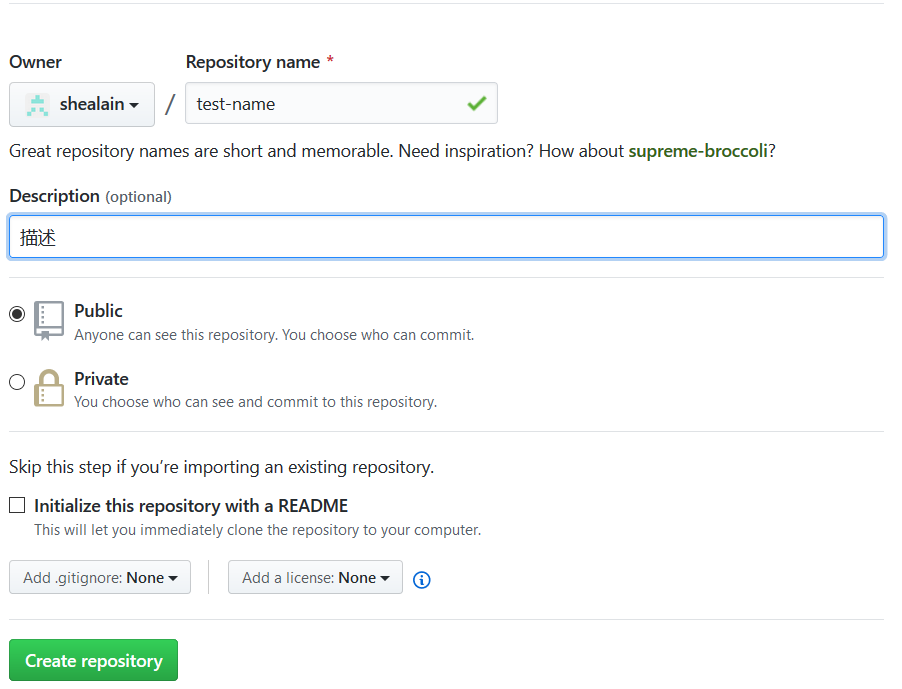 Owner Repository name *
shealain / test-name
Great repository names are short and memorable. Need inspiration? How about supreme-broccoli?
Description (optional)
描述
Public
Anyone can see this repository. You choose who can commit.
Private
You choose who can see and commit to this repository.
Skip this step if you’re importing an existing repository.
Initialize this repository with a README
This will let you immediately clone the repository to your computer.
Add .gitignore: None Add a license: None
Create repository